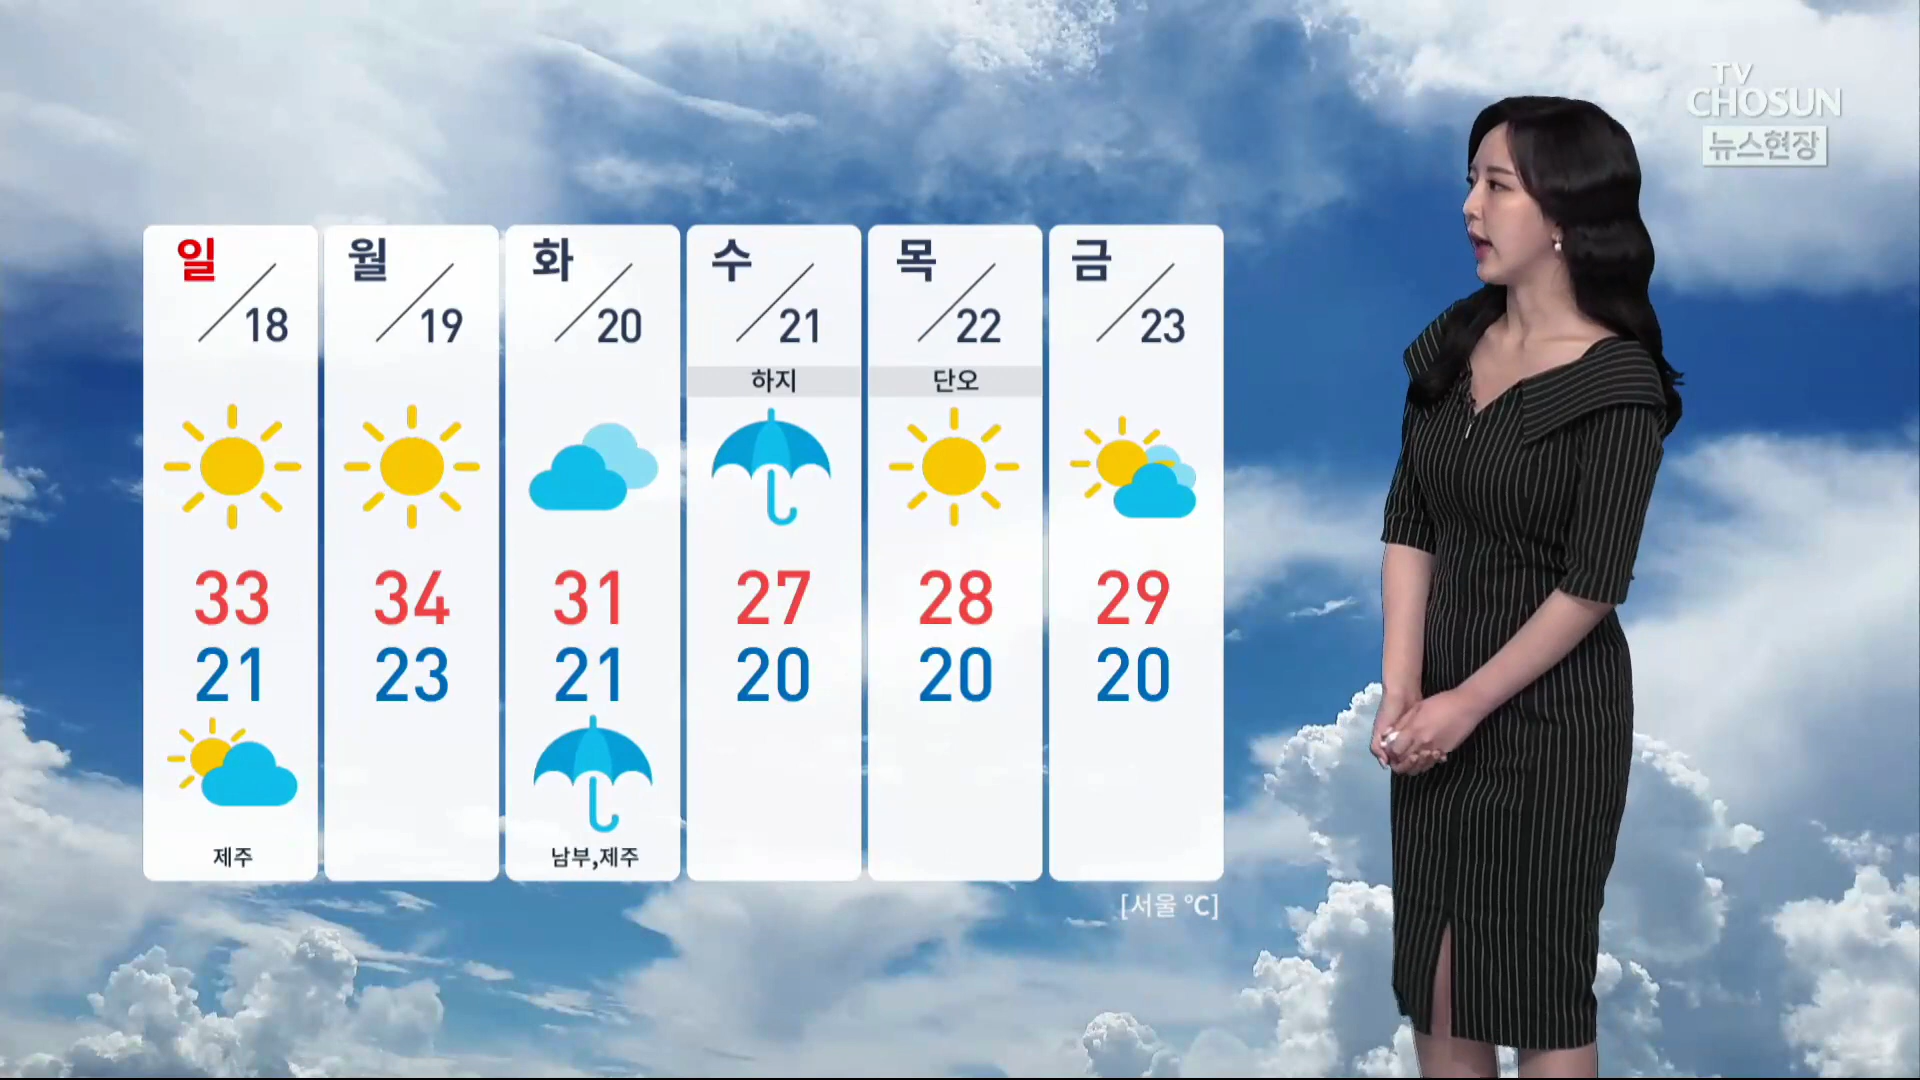 TV
CHOSUN
뉴스현장
일 18
월 19
화 20
수 21
목 22
금 23
하지
단오
33 34 31 27 28 29
21 23 21 20 20 20
제주
남부,제주
[서울 ℃]